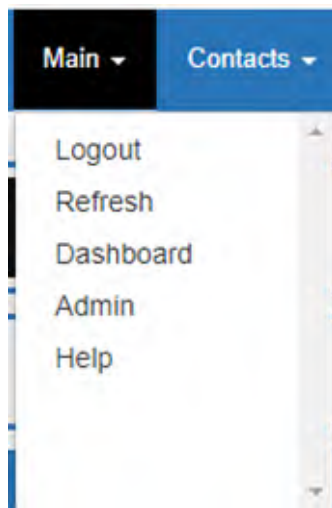 Main Contacts
Logout
Refresh
Dashboard
Admin
Help